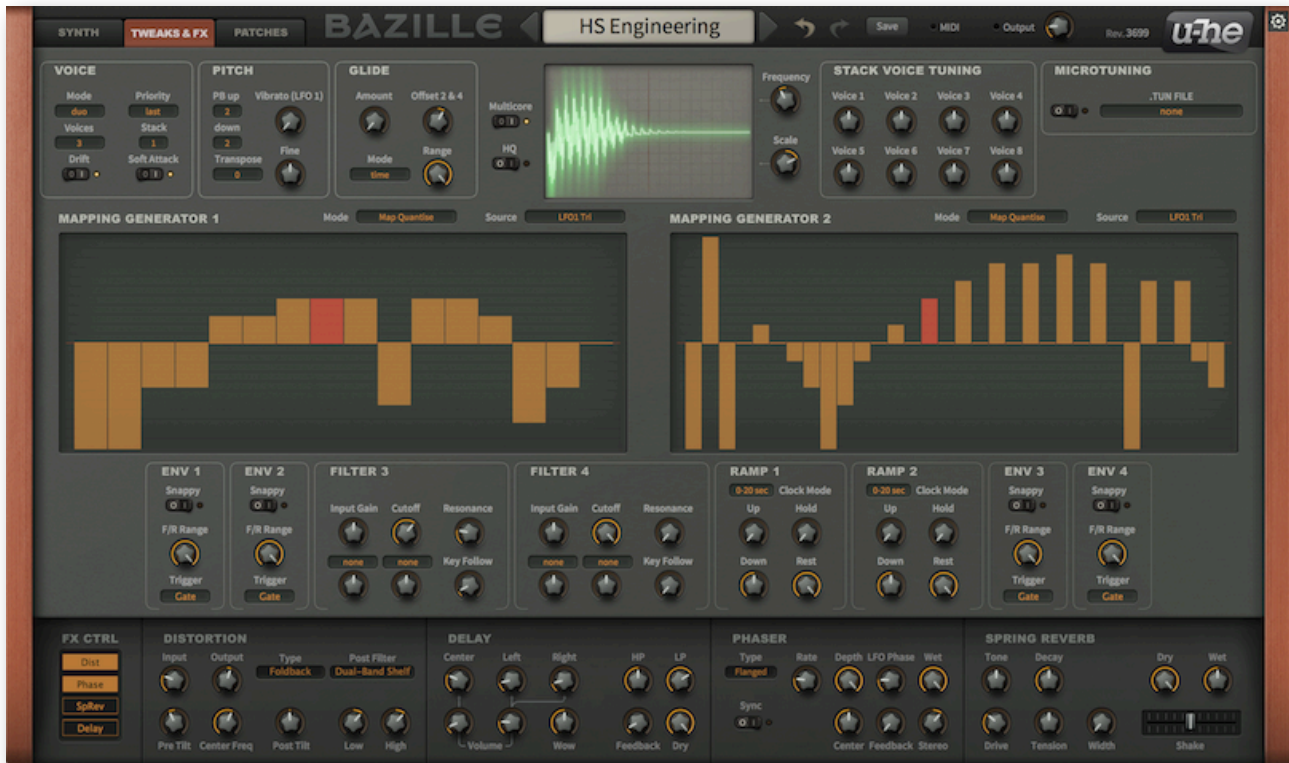 SYNTH TWEAKS & FX PATCHES BAZILLE HS Engineering Save MIDI Output Rev. 3699 u-he
VOICE PITCH GLIDE STACK VOICE TUNING MICROTUNING
Mode Priority PB up Vibrato (LFO 1) Amount Offset 2 & 4 Frequency Voice 1 Voice 2 Voice 3 Voice 4 .TUN FILE
duo last 2 Multicore none
Voices Stack down
3 1 2 HQ Scale Voice 5 Voice 6 Voice 7 Voice 8
Drift Soft Attack Transpose Fine Mode Range
0 time
MAPPING GENERATOR 1 Mode Map Quantise Source LFO1 Tri MAPPING GENERATOR 2 Mode Map Quantise Source LFO1 Tri
ENV 1 ENV 2 FILTER 3 FILTER 4 RAMP 1 RAMP 2 ENV 3 ENV 4
Snappy Snappy 0-20 sec Clock Mode 0-20 sec Clock Mode Snappy Snappy
Input Gain Cutoff Resonance Input Gain Cutoff Resonance Up Hold Up Hold
F/R Range F/R Range F/R Range F/R Range
none none Key Follow none none Key Follow Down Rest Down Rest
Trigger Trigger Trigger Trigger
Gate Gate Gate Gate
FX CTRL DISTORTION DELAY PHASER SPRING REVERB
Dist Input Output Type Post Filter Center Left Right HP LP Type Rate Depth LFO Phase Wet Tone Decay Dry Wet
Phase Foldback Dual-Band Shelf Flanged
SpRev Sync
Delay
Pre Tilt Center Freq Post Tilt Low High Volume Wow Feedback Dry Center Feedback Stereo Drive Tension Width Shake